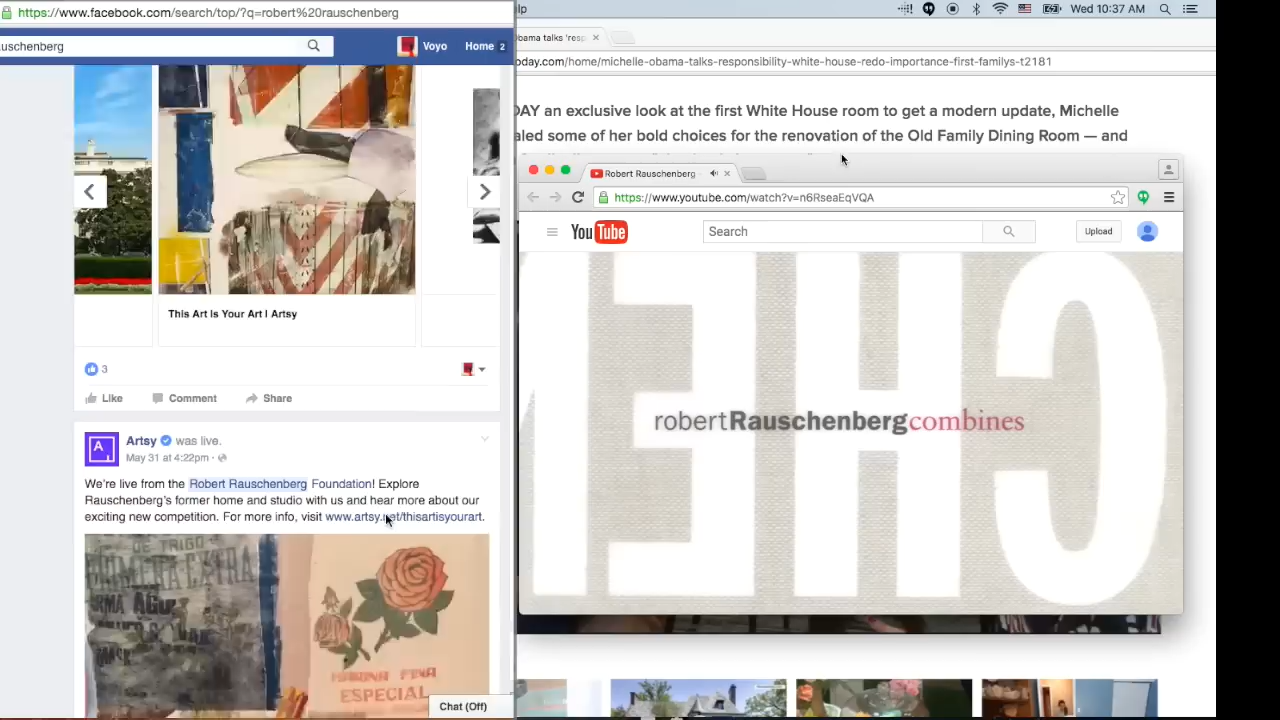 https://www.facebook.com/search/top/?q=robert%20rauschenberg
uschenberg
Voyo
Home 2
This Art Is Your Art | Artsy
3
Like Comment Share
Artsy was live.
May 31 at 4:22pm
We're live from the Robert Rauschenberg Foundation! Explore
Rauschenberg's former home and studio with us and hear more about our
exciting new competition. For more info, visit www.artsy.net/thisartisyourart.
DE TRIGO
ESPECIAL
Chat (Off)
lp
Wed 10:37 AM
bama talks 'resp
oday.com/home/michelle-obama-talks-responsibility-white-house-redo-importance-first-familys-t2181
DAY an exclusive look at the first White House room to get a modern update, Michelle
aled some of her bold choices for the renovation of the Old Family Dining Room — and
Robert Rauschenberg
https://www.youtube.com/watch?v=n6RseaEqVQA
YouTube
Search
Upload
EHC
robertRauschenbergcombines